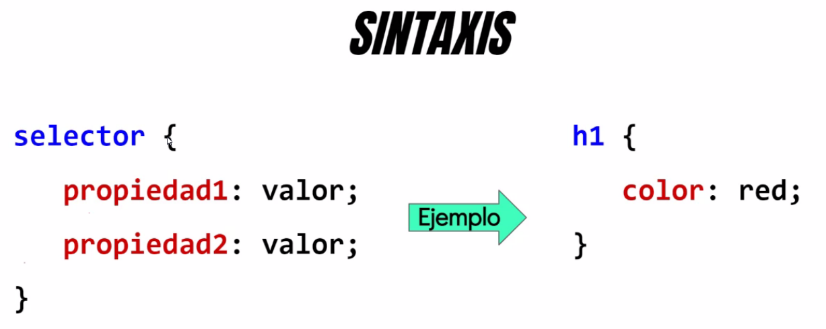 SINTAXIS
selector {
propiedad1: valor;
propiedad2: valor;
}
Ejemplo
h1 {
color: red;
}